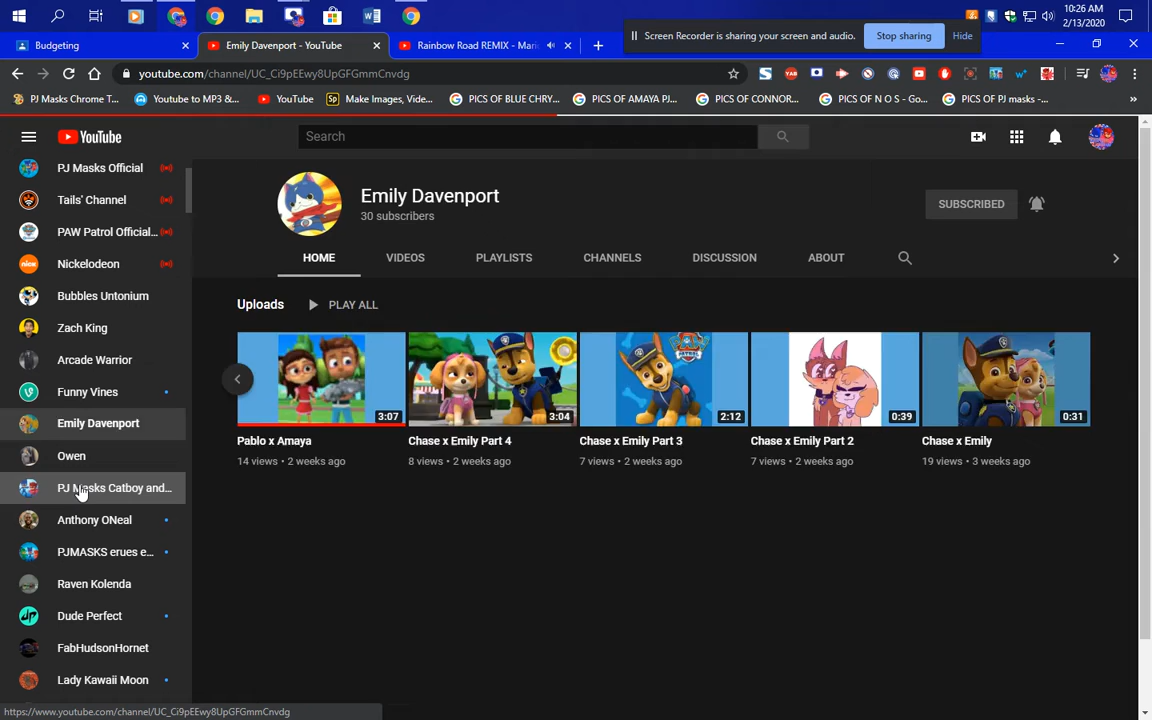 10:26 AM
2/13/2020
Screen Recorder is sharing your screen and audio.
Stop sharing
Hide
Budgeting
Emily Davenport - YouTube
Rainbow Road REMIX - Mari
youtube.com/channel/UC_Ci9pEEwy8UpGFGmmCnvdg
PJ Masks Chrome T...
Youtube to MP3 &...
YouTube
Make Images, Vide...
PICS OF BLUE CHRY...
PICS OF AMAYA PJ...
PICS OF CONNOR...
PICS OF N O S - Go...
PICS OF PJ masks -...
YouTube
Search
PJ Masks Official
Tails' Channel
PAW Patrol Official...
Nickelodeon
Bubbles Untonium
Zach King
Arcade Warrior
Funny Vines
Emily Davenport
Owen
PJ Masks Catboy and...
Anthony ONeal
PJMASKS erues e...
Raven Kolenda
Dude Perfect
FabHudsonHornet
Lady Kawaii Moon
Emily Davenport
30 subscribers
SUBSCRIBED
HOME
VIDEOS
PLAYLISTS
CHANNELS
DISCUSSION
ABOUT
Uploads
PLAY ALL
3:07
3:04
2:12
0:39
0:31
Pablo x Amaya
14 views • 2 weeks ago
Chase x Emily Part 4
8 views • 2 weeks ago
Chase x Emily Part 3
7 views • 2 weeks ago
Chase x Emily Part 2
7 views • 2 weeks ago
Chase x Emily
19 views • 3 weeks ago
https://www.youtube.com/channel/UC_Ci9pEEwy8UpGFGmmCnvdg